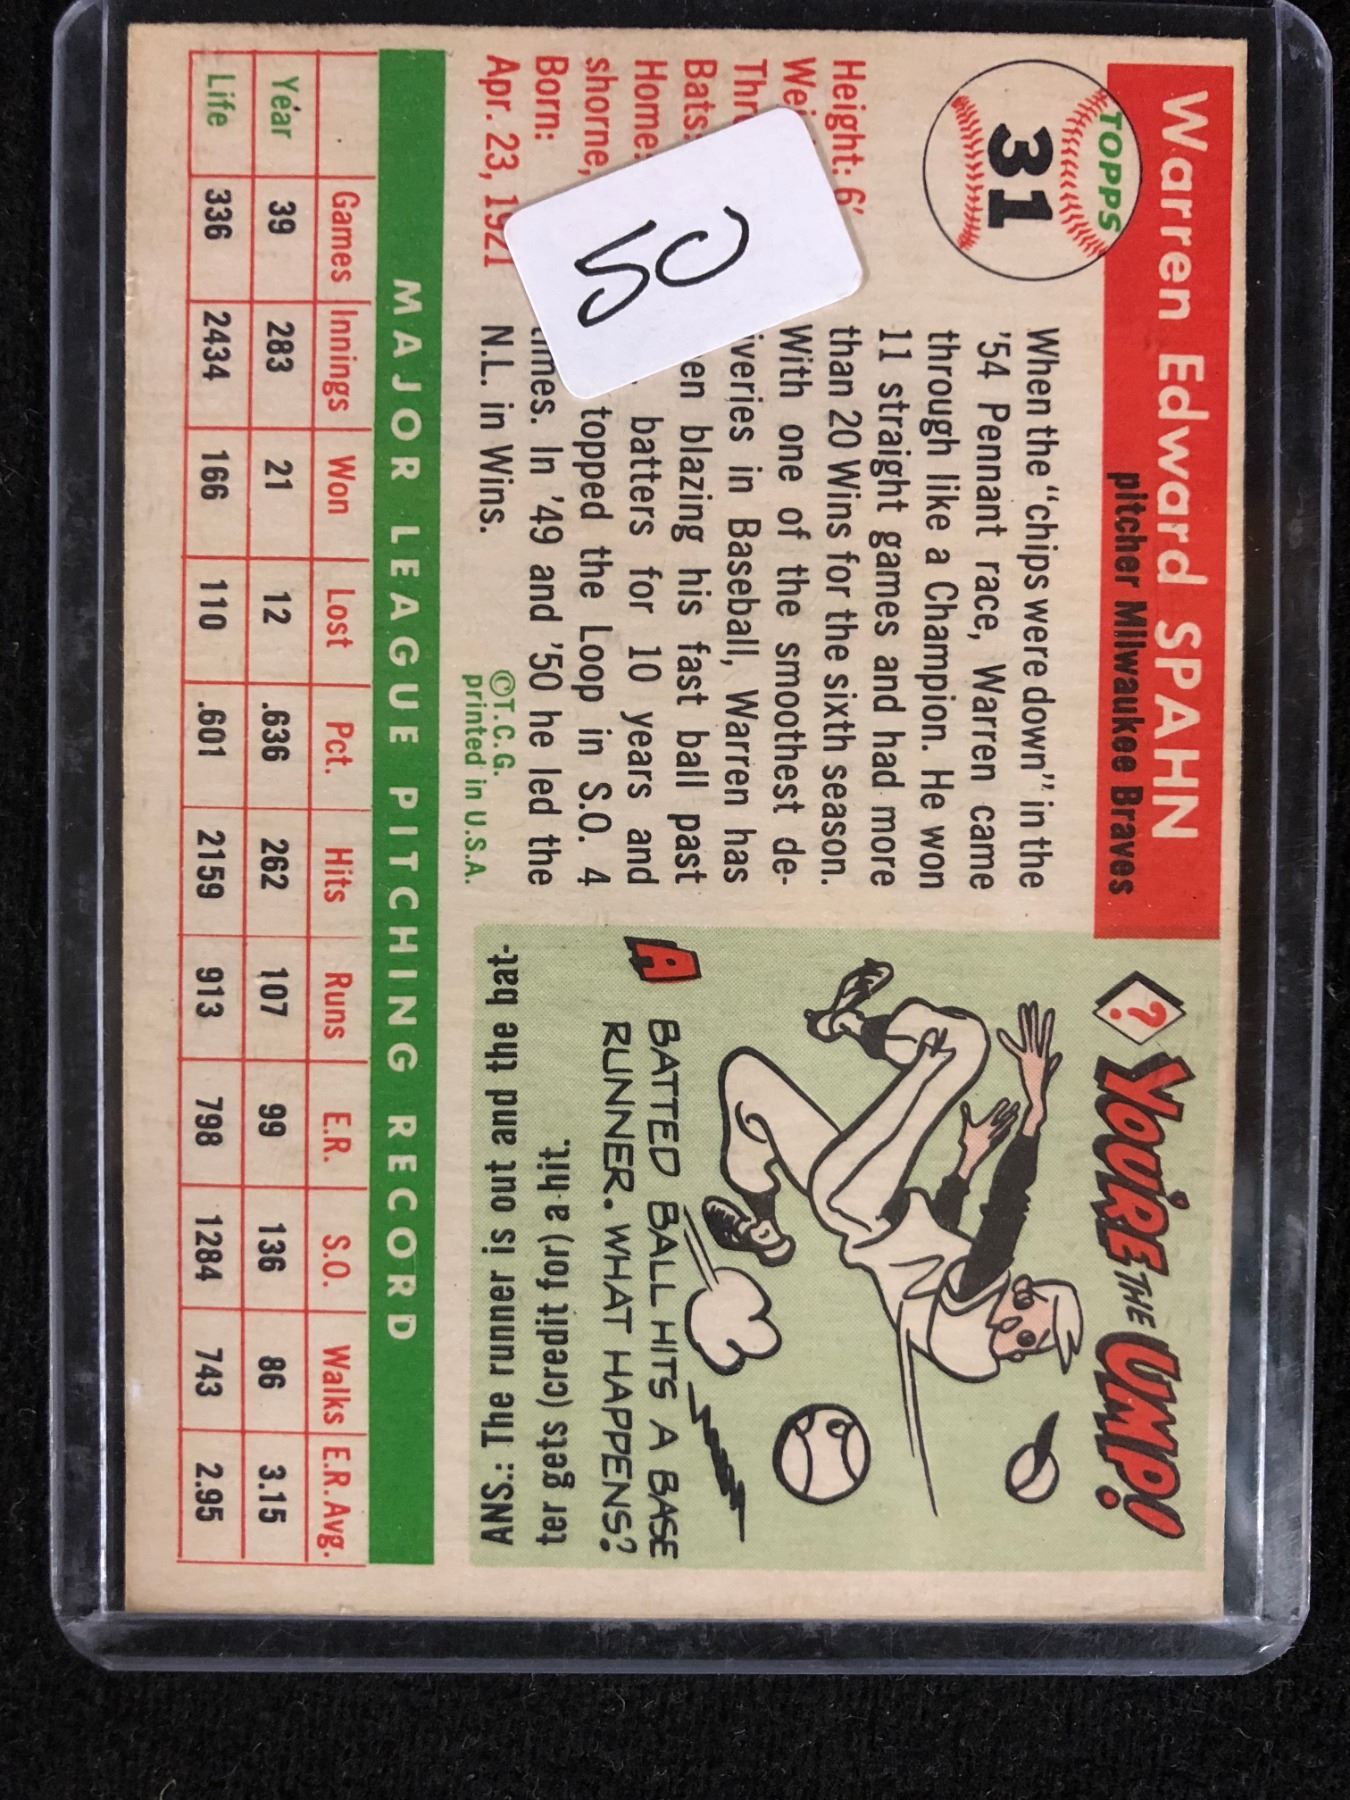 Warren Edward SPAHN
pitcher Milwaukee Braves
TOPPS
31
Height: 6'
Home:
shorne,
Born:
Apr. 23, 1921
50
When the "chips were down" in the
'54 Pennant race, Warren came
through like a Champion. He won
11 straight games and had more
than 20 Wins for the sixth season.
With one of the smoothest de-
iveries in Baseball, Warren has
en blazing his fast ball past
batters for 10 years and
topped the Loop in S.O. 4
times. In '49 and '50 he led the
N.L. in Wins.
©T.C.G.
printed in U.S.A.
? YOU'RE THE UMP!
A BATTED BALL HITS A BASE
RUNNER. WHAT HAPPENS?
ANS.: The runner is out and the bat-
ter gets (credit for) a hit.
MAJOR LEAGUE PITCHING RECORD
Games Innings Won Lost Pct. Hits Runs E.R. S.O. Walks E.R. Avg.
Year 39 283 21 12 .636 262 107 99 136 86 3.15
Life 336 2434 166 110 .601 2159 913 798 1284 743 2.95